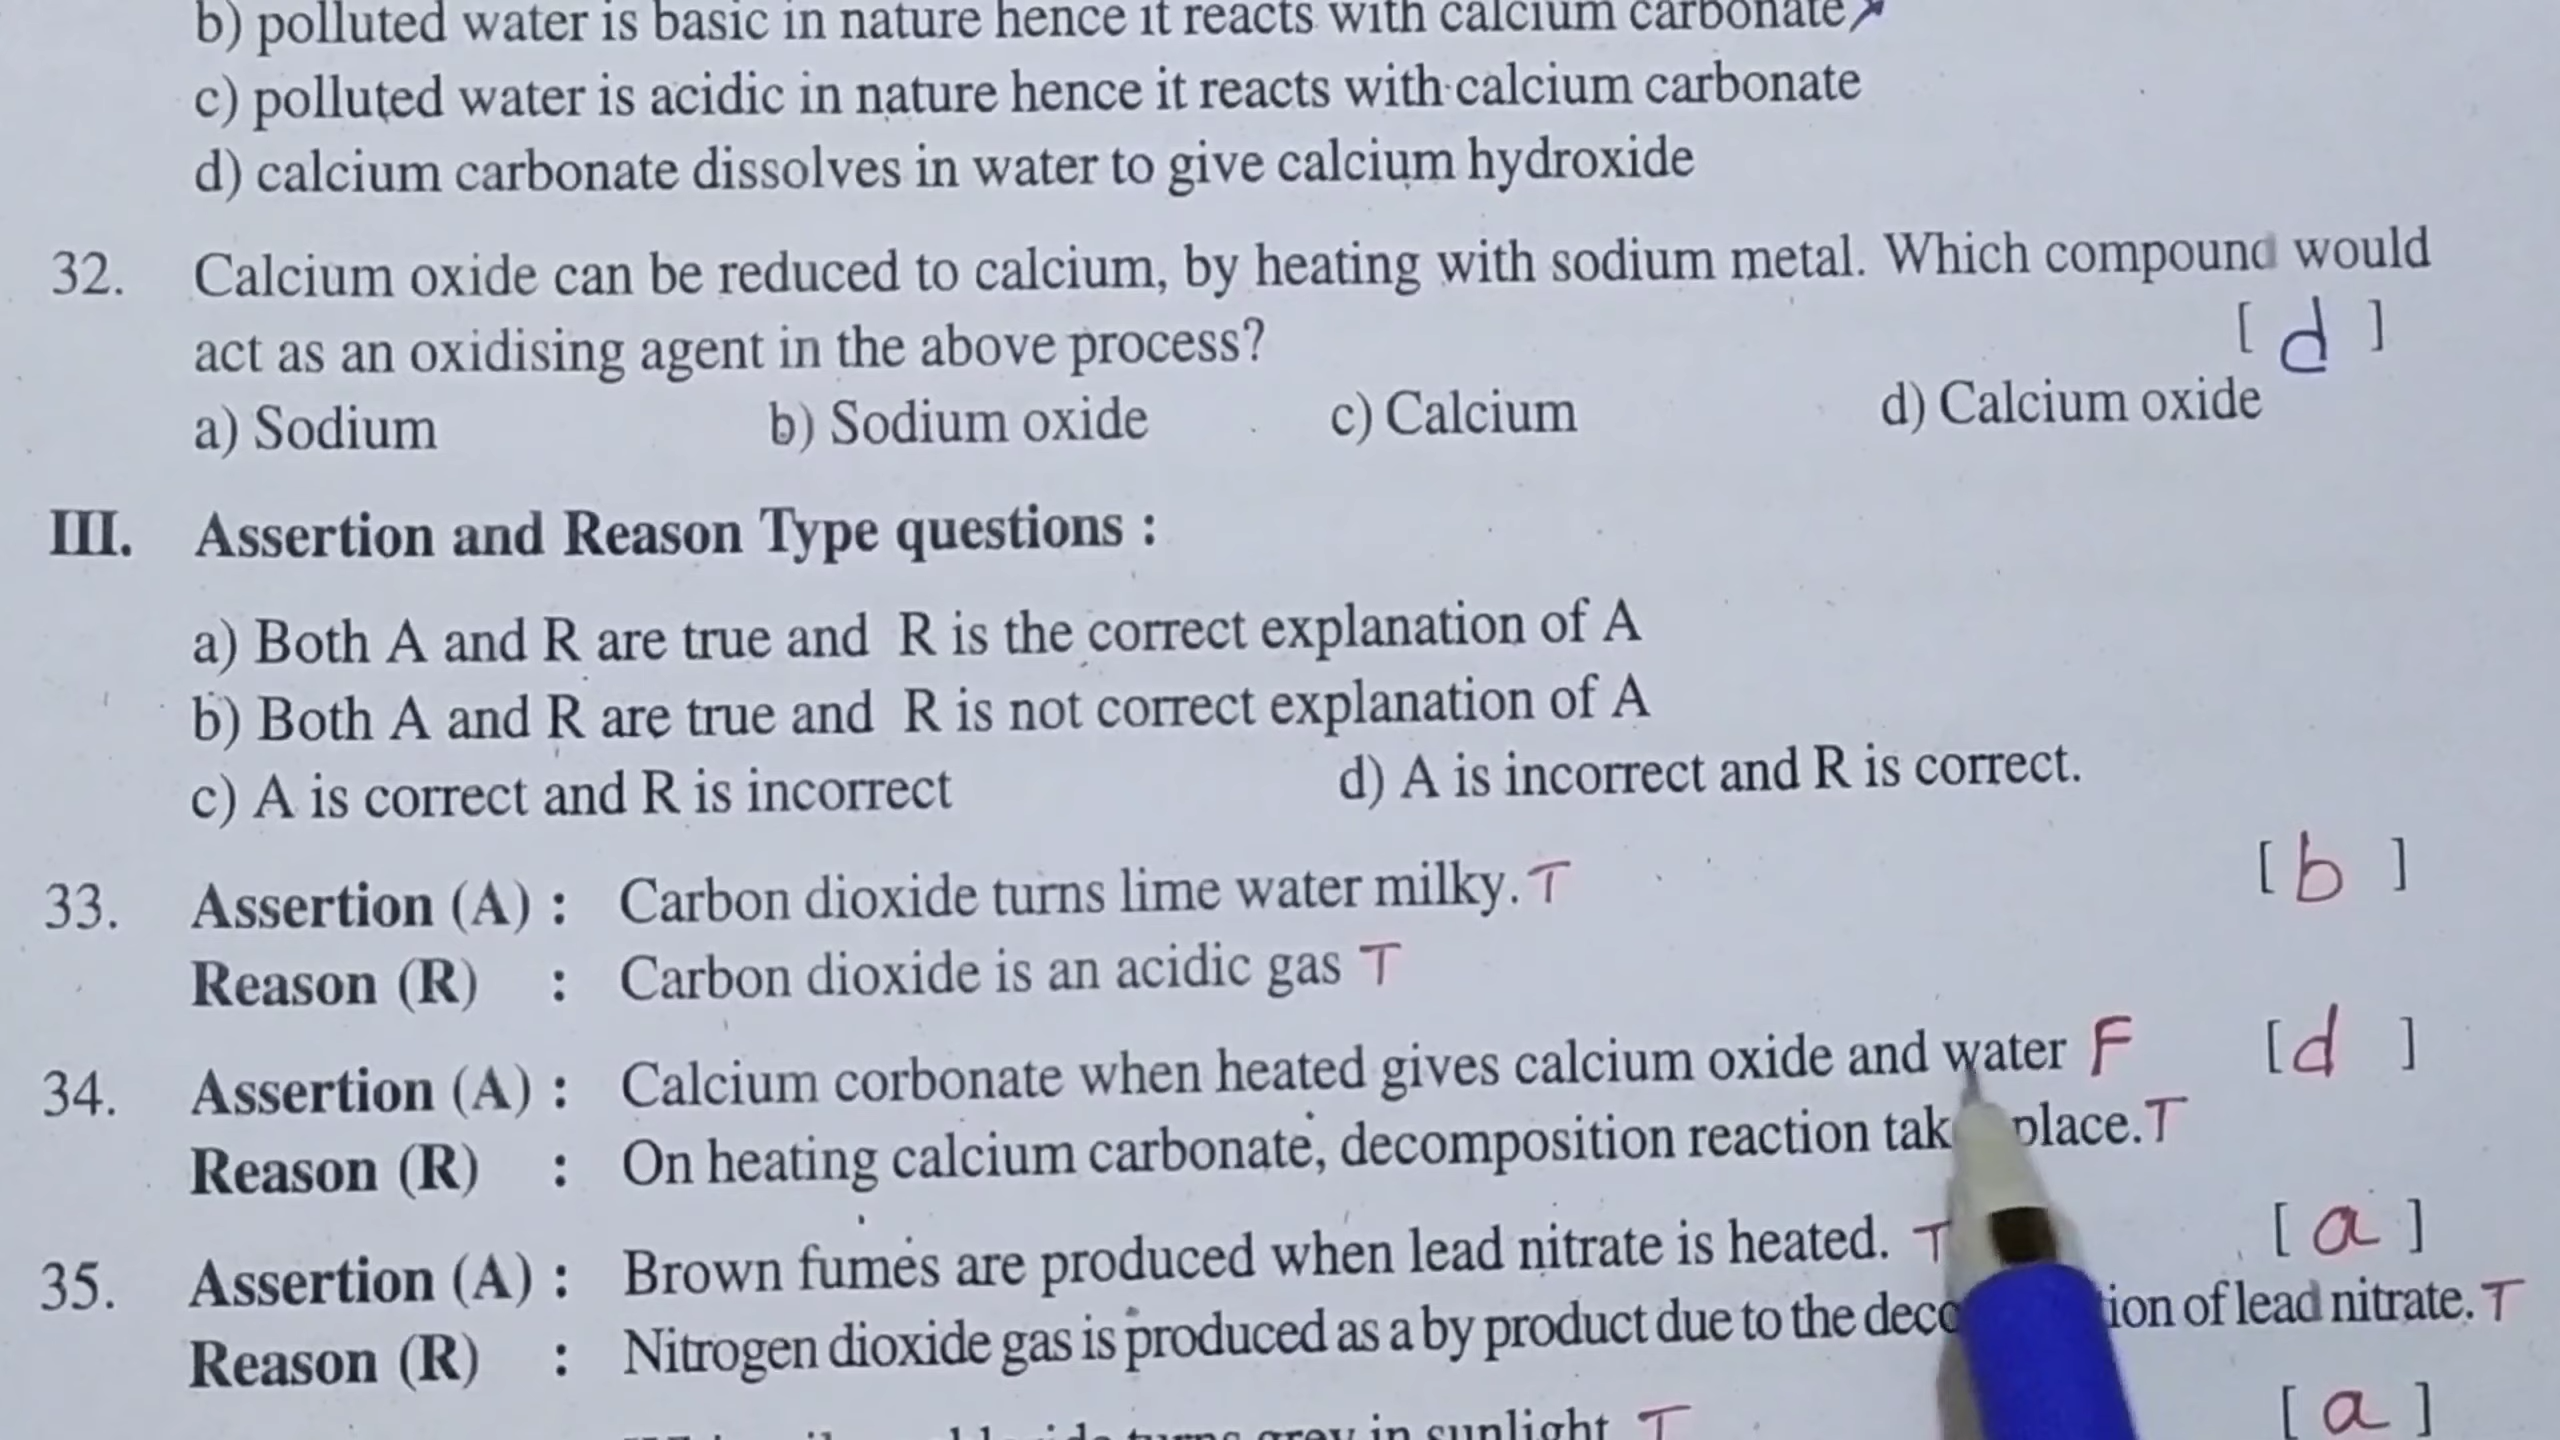 b) polluted water is basic in nature hence it reacts with calcium carbonate
c) polluted water is acidic in nature hence it reacts with calcium carbonate
d) calcium carbonate dissolves in water to give calcium hydroxide
32. Calcium oxide can be reduced to calcium, by heating with sodium metal. Which compound would
act as an oxidising agent in the above process? [ d ]
a) Sodium b) Sodium oxide c) Calcium d) Calcium oxide
III. Assertion and Reason Type questions :
a) Both A and R are true and R is the correct explanation of A
b) Both A and R are true and R is not correct explanation of A
c) A is correct and R is incorrect d) A is incorrect and R is correct.
33. Assertion (A) : Carbon dioxide turns lime water milky. T [ b ]
Reason (R) : Carbon dioxide is an acidic gas T
34. Assertion (A) : Calcium corbonate when heated gives calcium oxide and water F [ d ]
Reason (R) : On heating calcium carbonate, decomposition reaction place. T
35. Assertion (A) : Brown fumes are produced when lead nitrate is heated. T [ a ]
Reason (R) : Nitrogen dioxide gas is produced as a by product due to the of lead nitrate. T
turns grey in sunlight T [ a ]